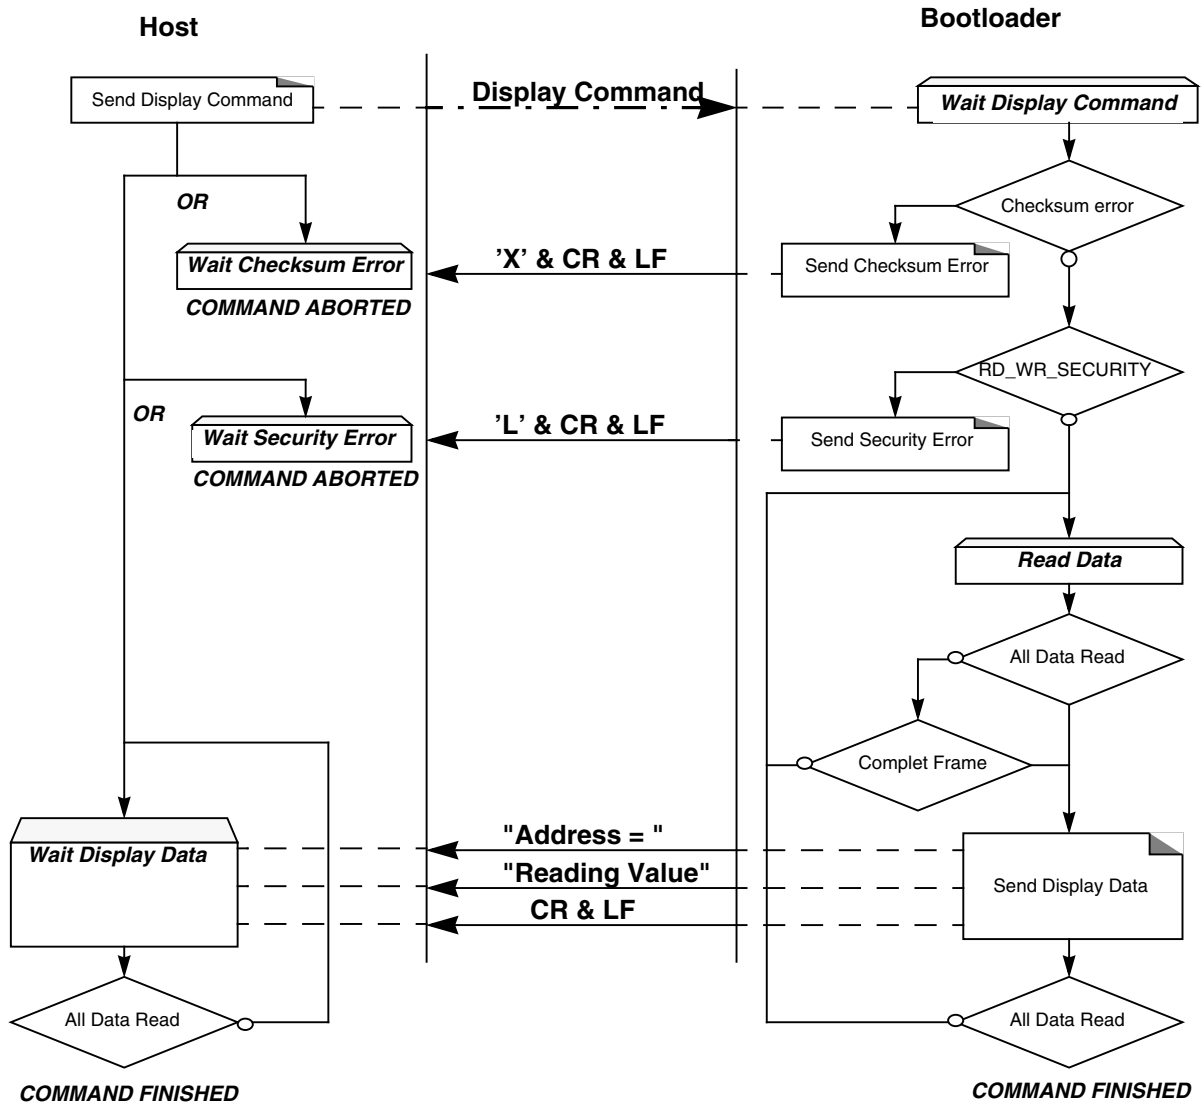 Host
Bootloader
Send Display Command
Display Command
Wait Display Command
OR
Checksum error
Wait Checksum Error
'X' & CR & LF
Send Checksum Error
COMMAND ABORTED
RD_WR_SECURITY
OR
Wait Security Error
'L' & CR & LF
Send Security Error
COMMAND ABORTED
Read Data
All Data Read
Complet Frame
Wait Display Data
"Address = "
"Reading Value"
CR & LF
Send Display Data
All Data Read
All Data Read
COMMAND FINISHED
COMMAND FINISHED